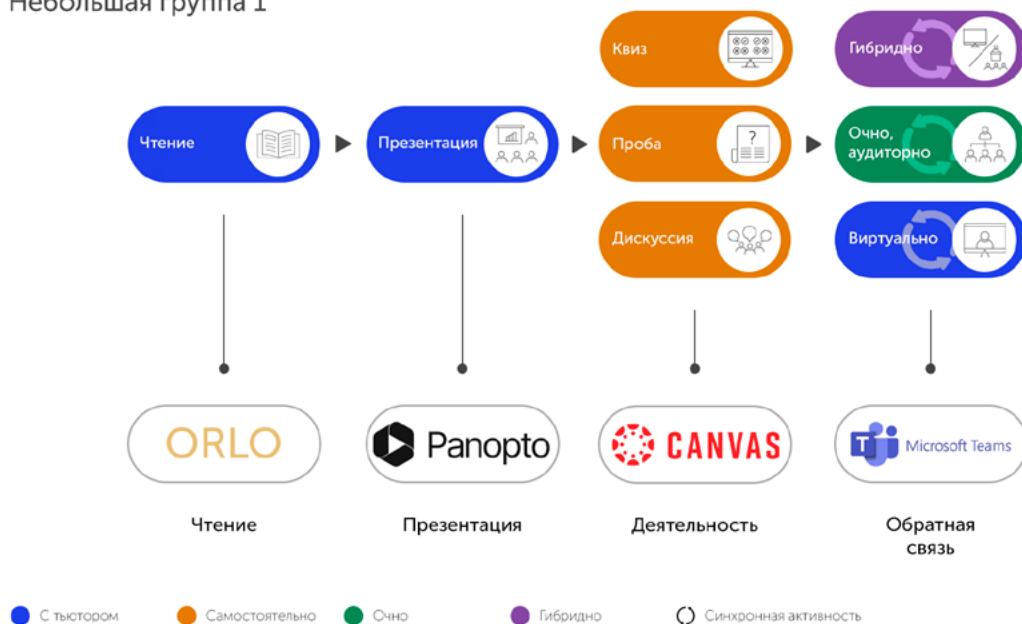 Небольшая группа 1
Квиз
Гибридно
Чтение
Презентация
Проба
Очно,
аудиторно
Дискуссия
Виртуально
?
ORLO
Panopto
CANVAS
T
Microsoft Teams
Чтение
Презентация
Деятельность
Обратная
связь
С тьютором
Самостоятельно
Очно
Гибридно
Синхронная активность